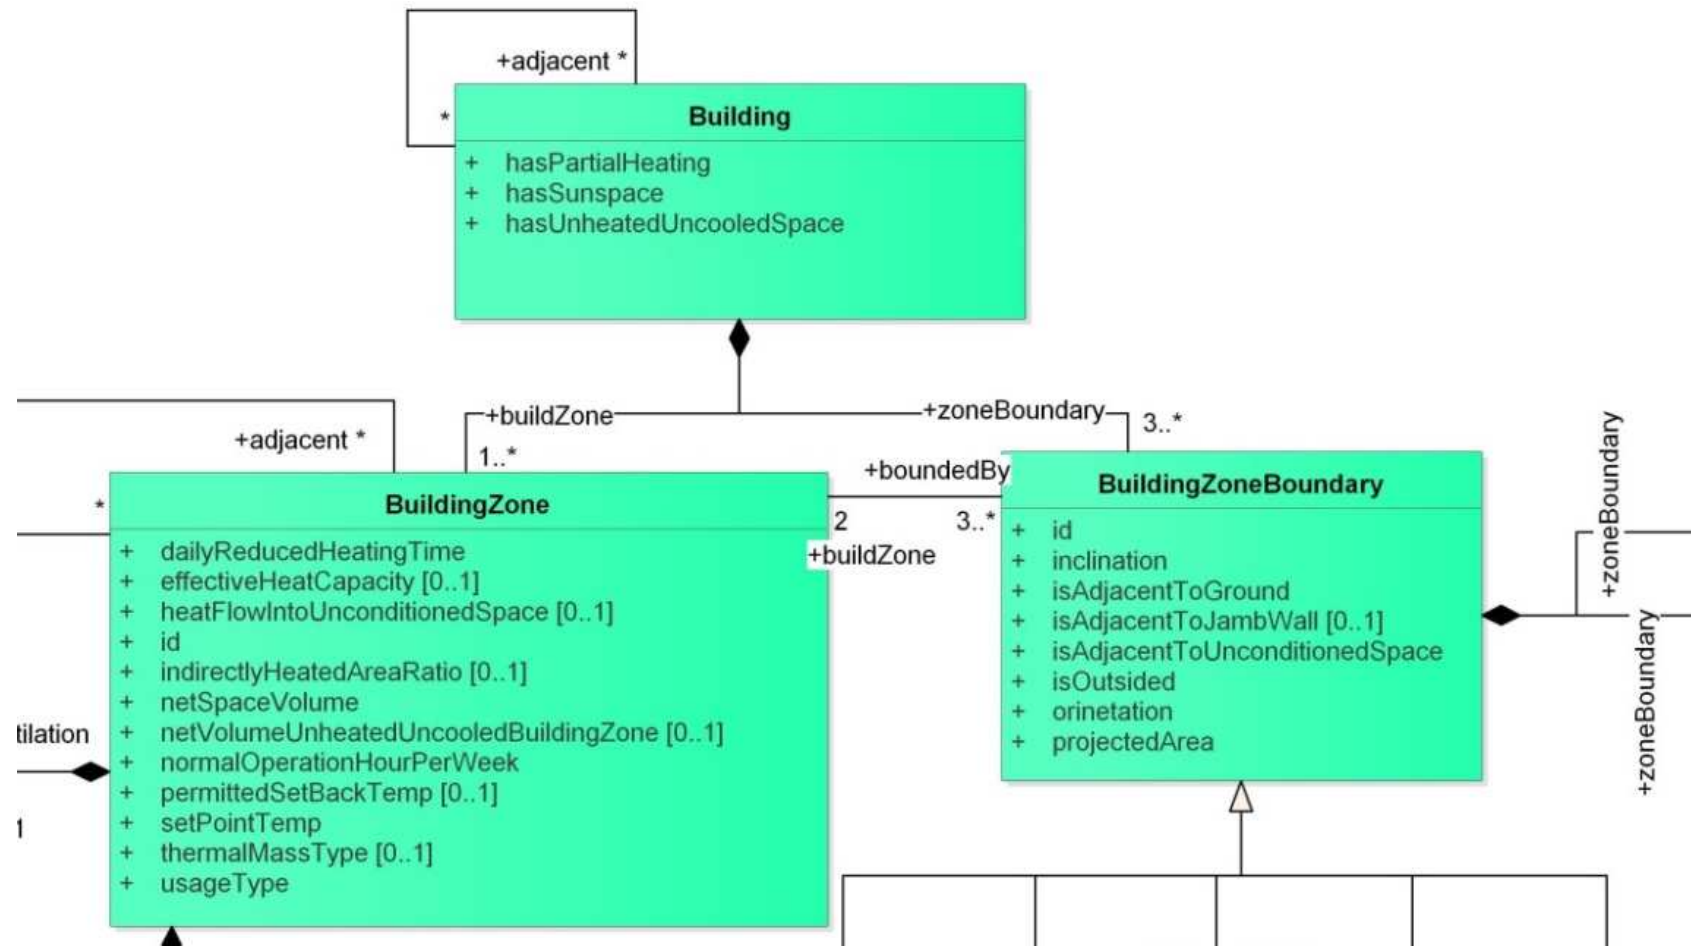 +adjacent *
*
Building
+ hasPartialHeating
+ hasSunspace
+ hasUnheatedUncooledSpace
+buildZone
+zoneBoundary
3..*
+adjacent *
1..*
+boundedBy
*
BuildingZone
2
3..*
+buildZone
+ dailyReducedHeatingTime
+ effectiveHeatCapacity [0..1]
+ heatFlowIntoUnconditionedSpace [0..1]
+ id
+ indirectlyHeatedAreaRatio [0..1]
+ netSpaceVolume
+ netVolumeUnheatedUncooledBuildingZone [0..1]
+ normalOperationHourPerWeek
+ permittedSetBackTemp [0..1]
+ setPointTemp
+ thermalMassType [0..1]
+ usageType
tilation
1
BuildingZoneBoundary
+ id
+ inclination
+ isAdjacentToGround
+ isAdjacentToJambWall [0..1]
+ isAdjacentToUnconditionedSpace
+ isOutsided
+ orinetation
+ projectedArea
+zoneBoundary
+zoneBoundary